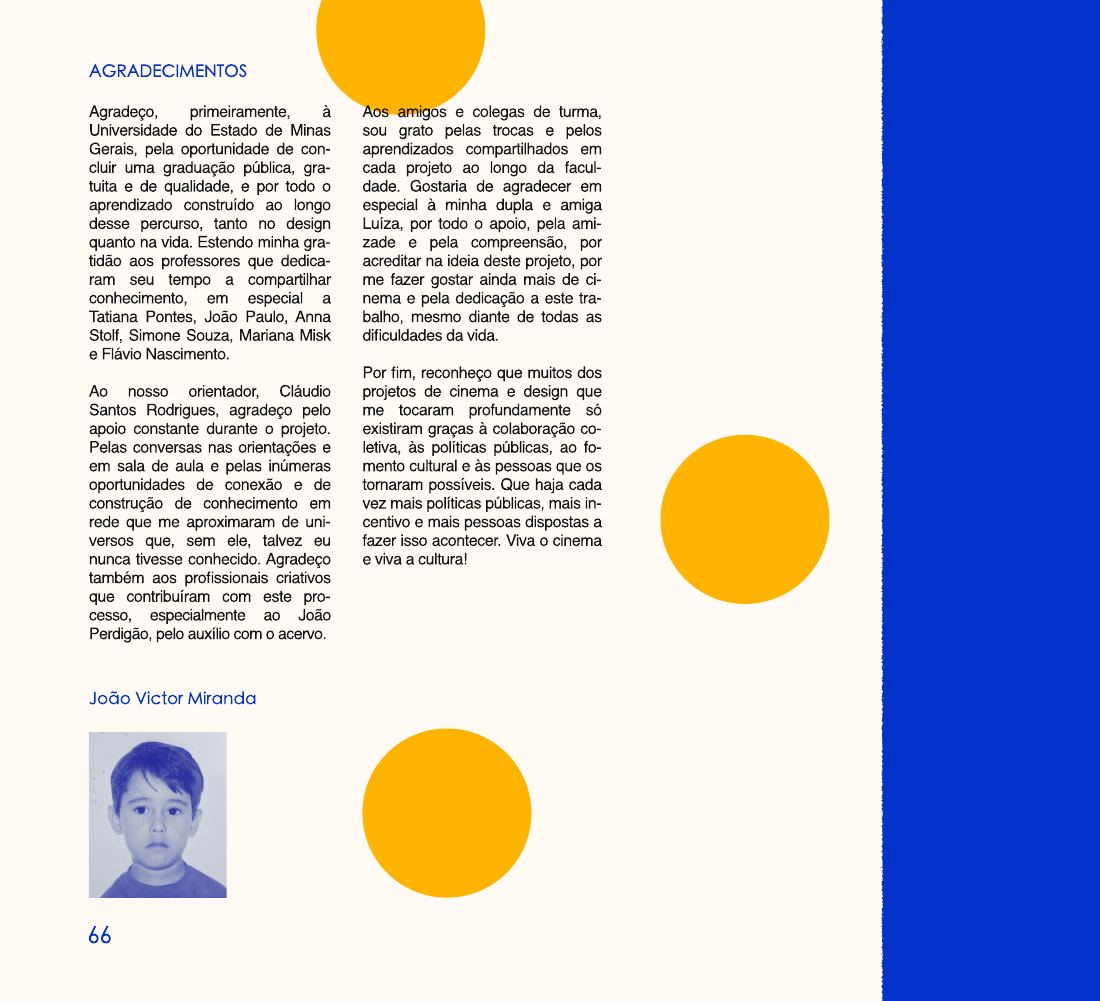 AGRADECIMENTOS
Agradeço, primeiramente, à
Universidade do Estado de Minas
Gerais, pela oportunidade de con-
cluir uma graduação pública, gra-
tuita e de qualidade, e por todo o
aprendizado construído ao longo
desse percurso, tanto no design
quanto na vida. Estendo minha gra-
tidão aos professores que dedica-
ram seu tempo a compartilhar
conhecimento, em especial a
Tatiana Pontes, João Paulo, Anna
Stolf, Simone Souza, Mariana Misk
e Flávio Nascimento.
Ao nosso orientador, Cláudio
Santos Rodrigues, agradeço pelo
apoio constante durante o projeto.
Pelas conversas nas orientações e
em sala de aula e pelas inúmeras
oportunidades de conexão e de
construção de conhecimento em
rede que me aproximaram de uni-
versos que, sem ele, talvez eu
nunca tivesse conhecido. Agradeço
também aos profissionais criativos
que contribuíram com este pro-
cesso, especialmente ao João
Perdigão, pelo auxílio com o acervo.
Aos amigos e colegas de turma,
sou grato pelas trocas e pelos
aprendizados compartilhados em
cada projeto ao longo da facul-
dade. Gostaria de agradecer em
especial à minha dupla e amiga
Luíza, por todo o apoio, pela ami-
zade e pela compreensão, por
acreditar na ideia deste projeto, por
me fazer gostar ainda mais de ci-
nema e pela dedicação a este tra-
balho, mesmo diante de todas as
dificuldades da vida.
Por fim, reconheço que muitos dos
projetos de cinema e design que
me tocaram profundamente só
existiram graças à colaboração co-
letiva, às políticas públicas, ao fo-
mento cultural e às pessoas que os
tornaram possíveis. Que haja cada
vez mais políticas públicas, mais in-
centivo e mais pessoas dispostas a
fazer isso acontecer. Viva o cinema
e viva a cultura!
João Victor Miranda
66